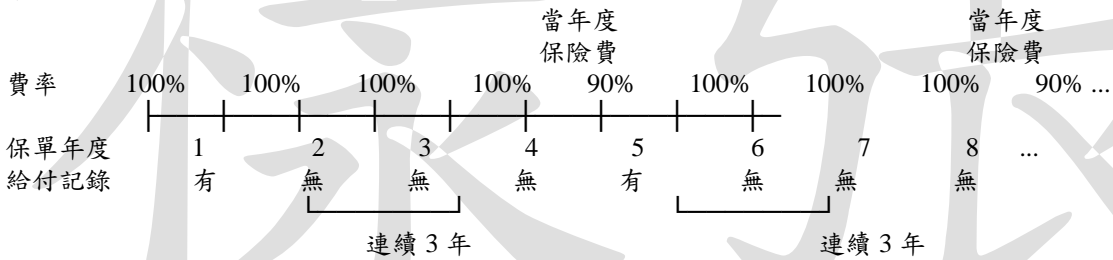 當年度 當年度
保險費 保險費
費率 100% 100% 100% 100% 90% 100% 100% 100% 90% ...
保單年度 1 2 3 4 5 6 7 8 ...
給付記錄 有 無 無 無 有 無 無 無
連續 3 年 連續 3 年